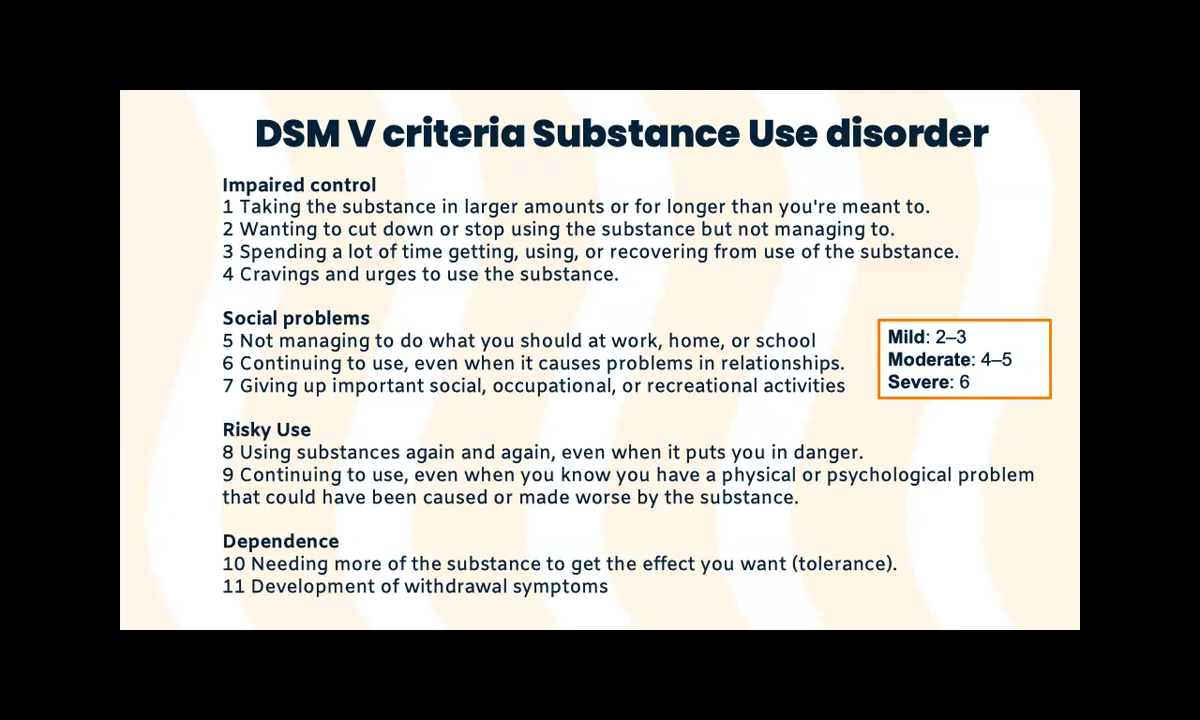 DSM V criteria Substance Use disorder
Impaired control
1 Taking the substance in larger amounts or for longer than you're meant to.
2 Wanting to cut down or stop using the substance but not managing to.
3 Spending a lot of time getting, using, or recovering from use of the substance.
4 Cravings and urges to use the substance.
Social problems
5 Not managing to do what you should at work, home, or school
6 Continuing to use, even when it causes problems in relationships.
7 Giving up important social, occupational, or recreational activities
Mild: 2–3
Moderate: 4–5
Severe: 6
Risky Use
8 Using substances again and again, even when it puts you in danger.
9 Continuing to use, even when you know you have a physical or psychological problem
that could have been caused or made worse by the substance.
Dependence
10 Needing more of the substance to get the effect you want (tolerance).
11 Development of withdrawal symptoms